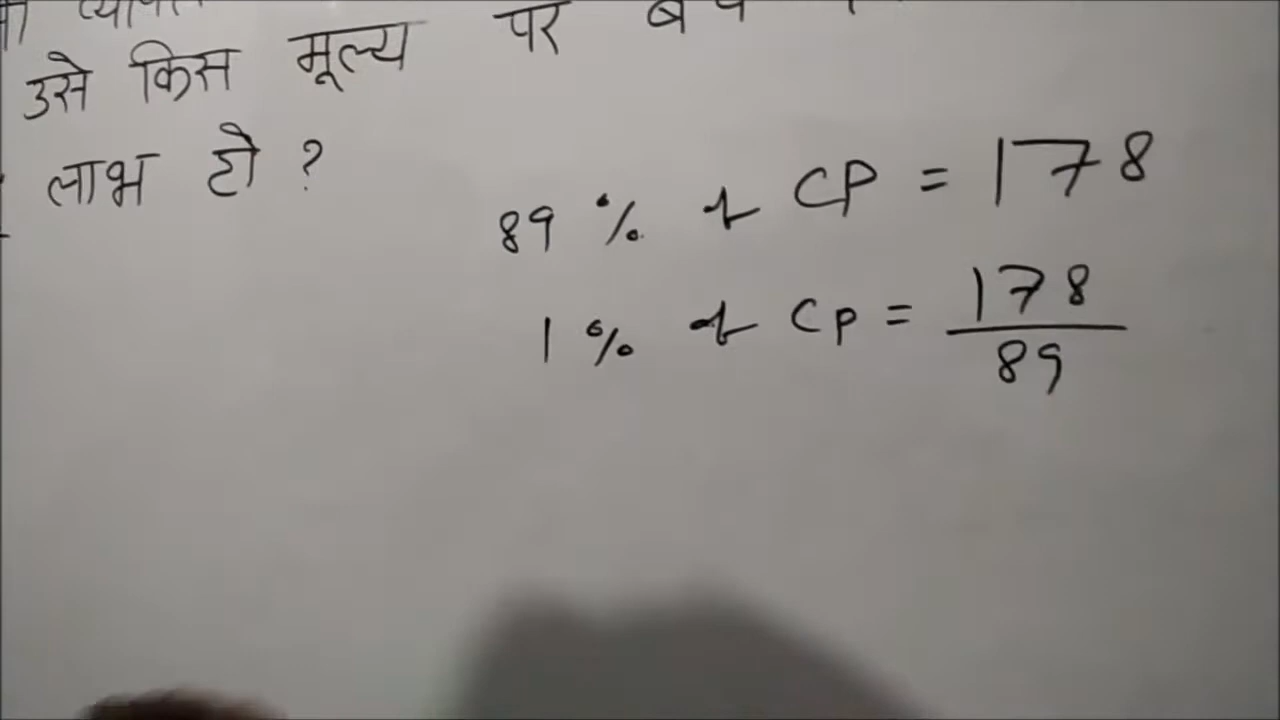 उसे किस मूल्य पर
लाभ हो ?
89 % of CP = 178
1 % of CP = 178/89